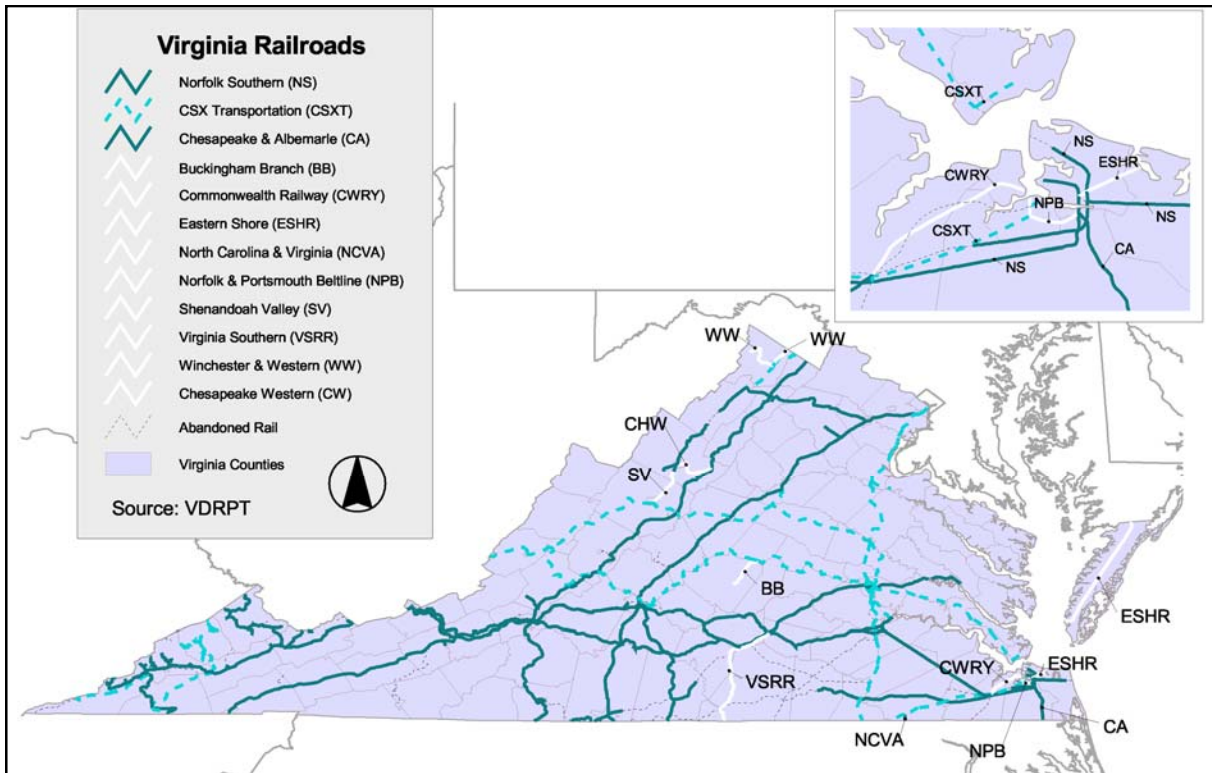 Virginia Railroads
Norfolk Southern (NS)
CSX Transportation (CSXT)
Chesapeake & Albemarle (CA)
Buckingham Branch (BB)
Commonwealth Railway (CWRY)
Eastern Shore (ESHR)
North Carolina & Virginia (NCVA)
Norfolk & Portsmouth Beltline (NPB)
Shenandoah Valley (SV)
Virginia Southern (VSRR)
Winchester & Western (WW)
Chesapeake Western (CW)
Abandoned Rail
Virginia Counties
Source: VDRPT
CSXT
NS
ESHR
CWRY
NPB
NS
CSXT
CA
NS
WW
WW
CHW
SV
BB
ESHR
VSRR
CWRY
ESHR
NCVA
NPB
CA